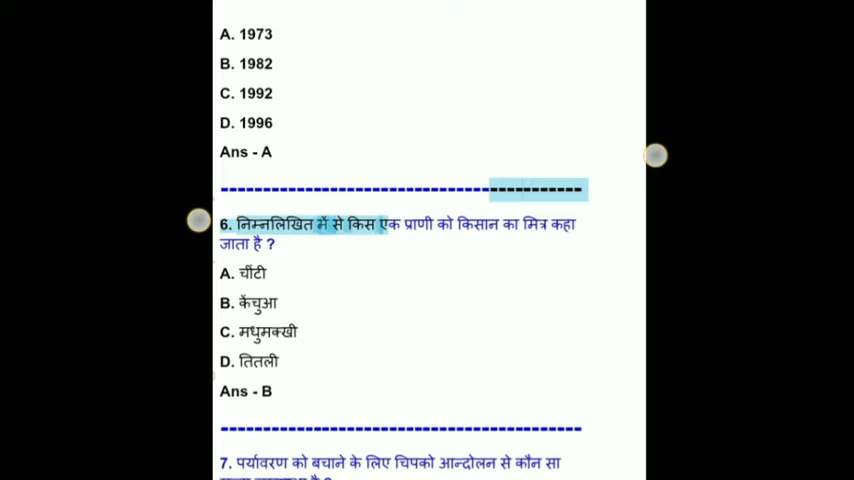 A. 1973
B. 1982
C. 1992
D. 1996
Ans - A
------------------------------------------
6. निम्नलिखित में से किस एक प्राणी को किसान का मित्र कहा
जाता है ?
A. चींटी
B. केंचुआ
C. मधुमक्खी
D. तितली
Ans - B
------------------------------------------
7. पर्यावरण को बचाने के लिए चिपको आन्दोलन से कौन सा